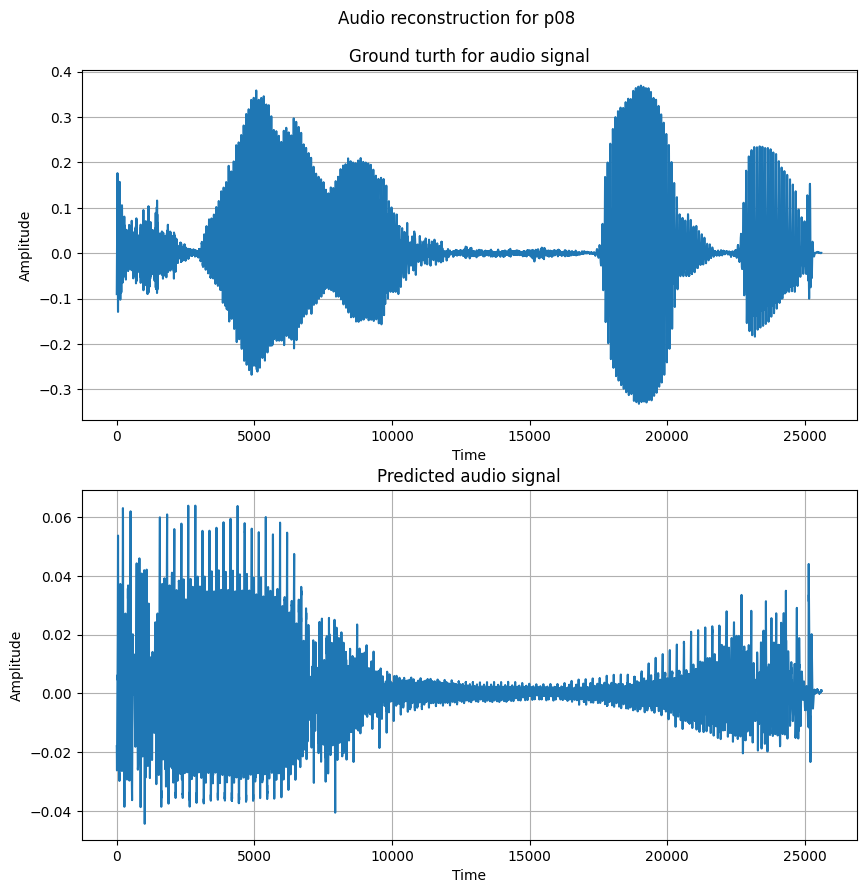 Audio reconstruction for p08
Ground turth for audio signal
0.4
0.3
0.2
0.1
0.0
−0.1
−0.2
−0.3
Amplitude
0 5000 10000 15000 20000 25000
Time
Predicted audio signal
0.06
0.04
0.02
0.00
−0.02
−0.04
Amplitude
0 5000 10000 15000 20000 25000
Time